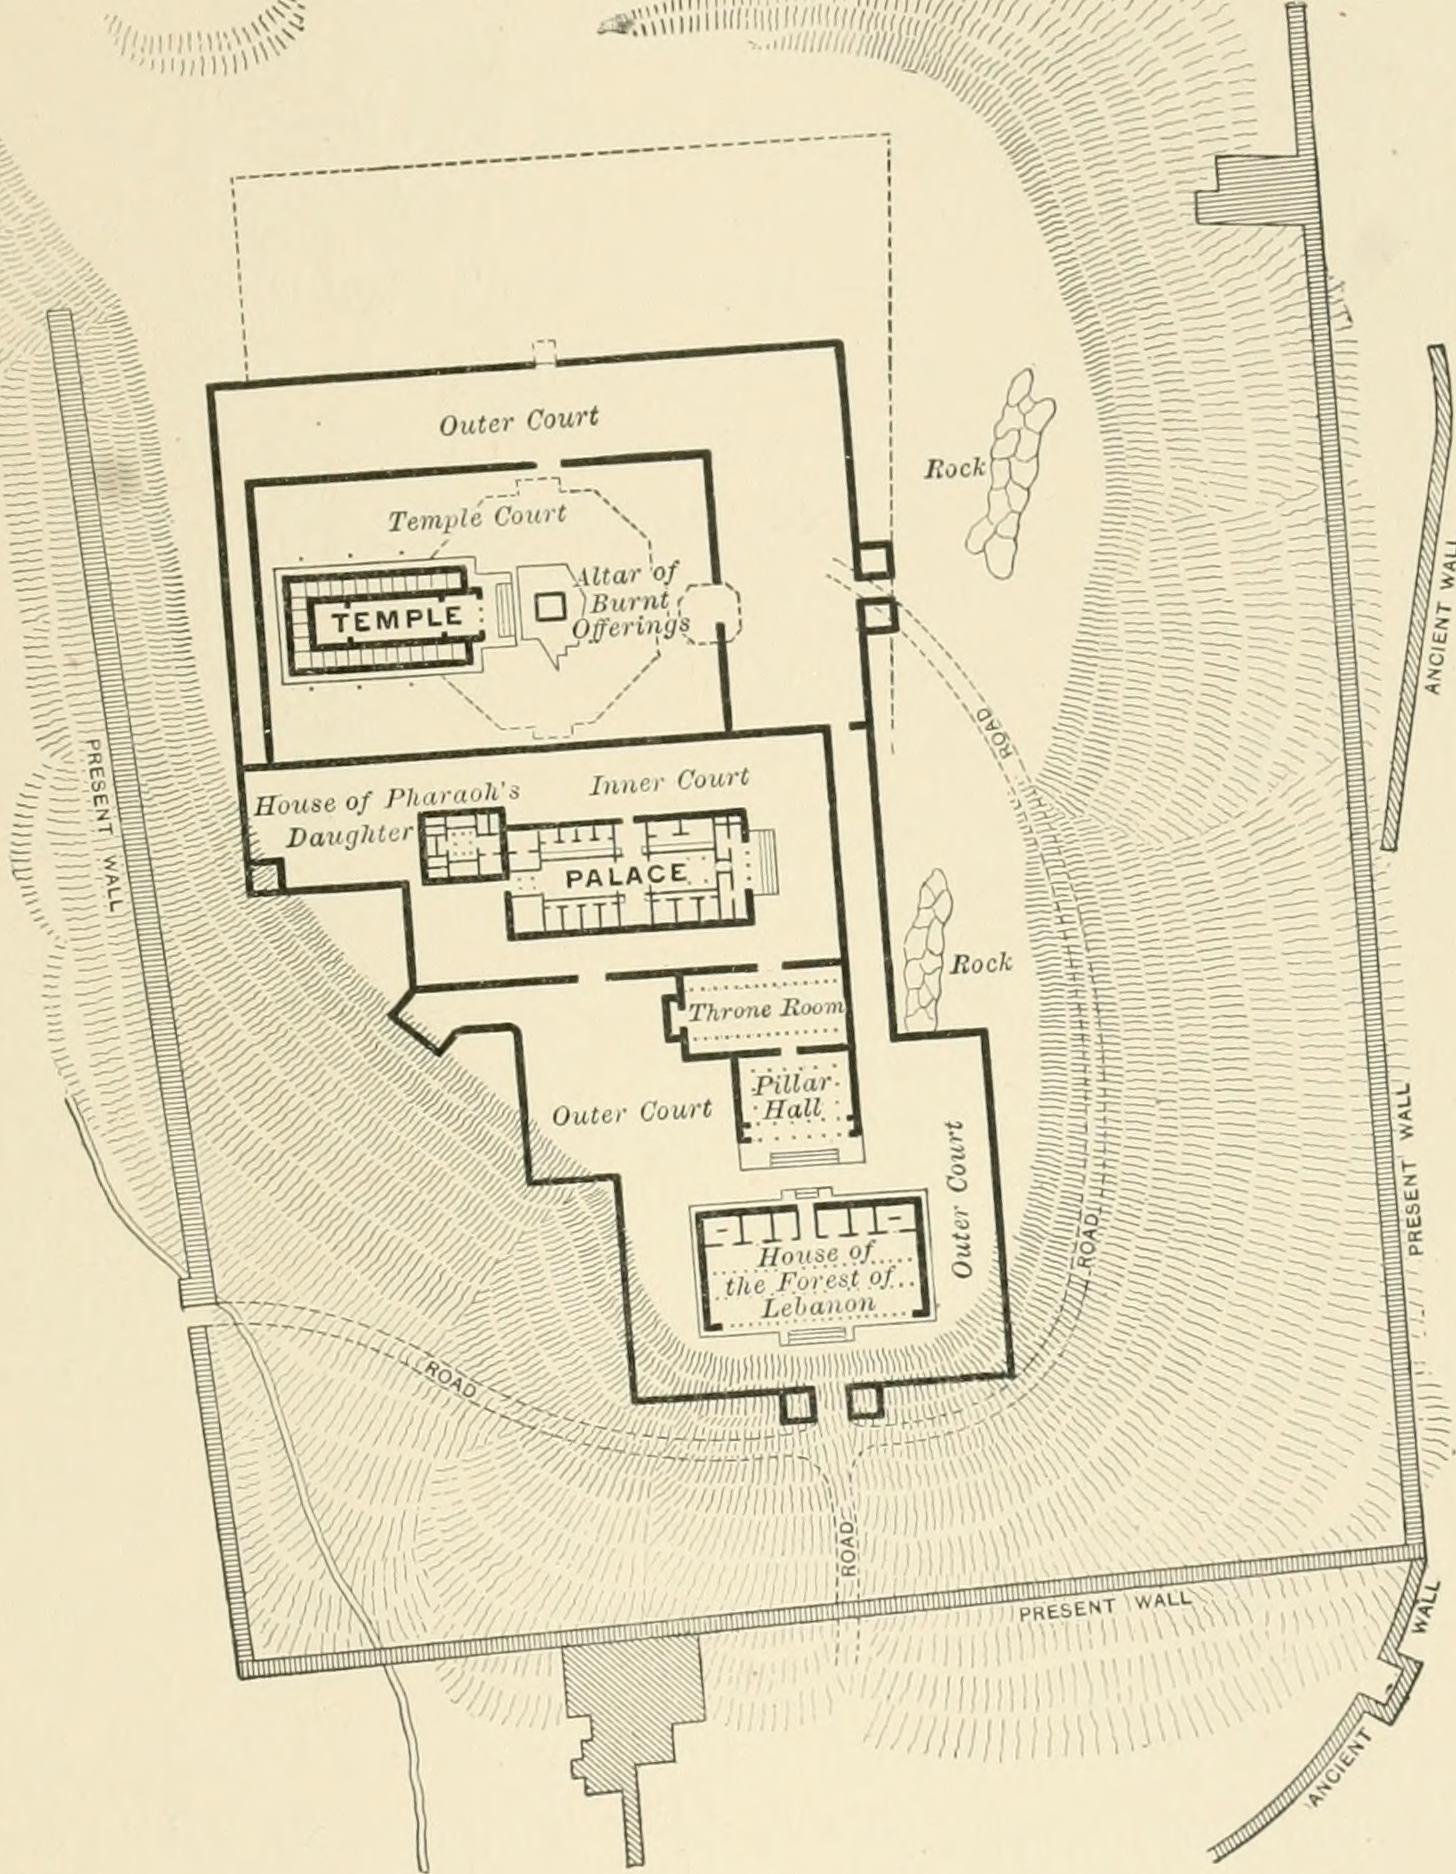 Outer Court
Rock
ANCIENT WALL
Temple Court
Altar of
Burnt
Offerings
TEMPLE
ROAD
PRESENT WALL
House of Pharaoh's
Daughter
Inner Court
PALACE
Rock
Throne Room
Pillar
Hall
Outer Court
Outer Court
PRESENT WALL
ROAD
House of
the Forest of
Lebanon
ROAD
ROAD
PRESENT WALL
ANCIENT WALL